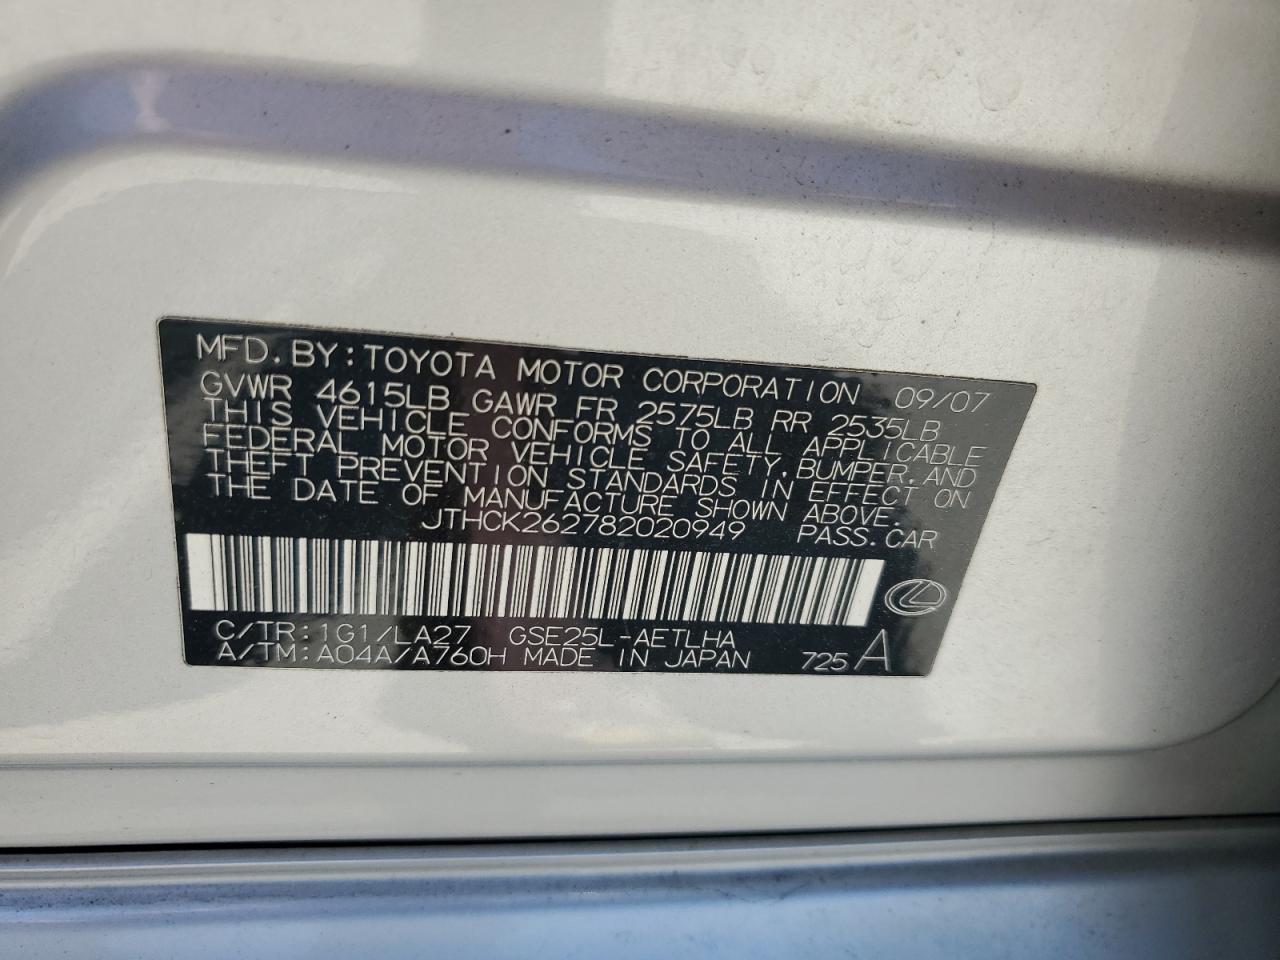 MFD. BY: TOYOTA MOTOR CORPORATION 09/07
GVWR 4615LB GAWR FR 2575LB RR 2535LB
THIS VEHICLE CONFORMS TO ALL APPLICABLE
FEDERAL MOTOR VEHICLE SAFETY, BUMPER, AND
THEFT PREVENTION STANDARDS IN EFFECT ON
THE DATE OF MANUFACTURE SHOWN ABOVE.
JTHCK262782020949 PASS. CAR
C/TR: 1G1/LA27 GSE25L-AETLHA
A/TM: A04A/A760H MADE IN JAPAN 725 A